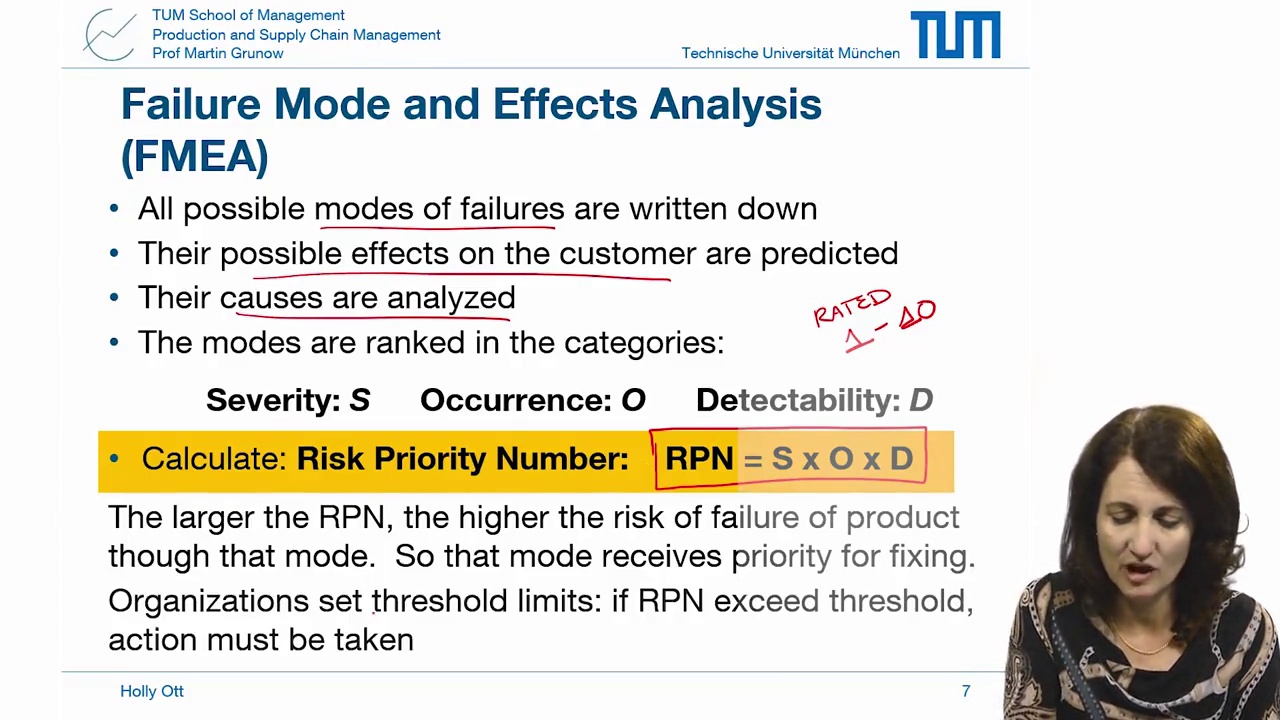 TUM School of Management
Production and Supply Chain Management
Prof Martin Grunow
Technische Universität München
TUM
Failure Mode and Effects Analysis
(FMEA)
• All possible modes of failures are written down
• Their possible effects on the customer are predicted
• Their causes are analyzed
RATED
1 - 10
• The modes are ranked in the categories:
Severity: S Occurrence: O Detectability: D
• Calculate: Risk Priority Number: RPN = S x O x D
The larger the RPN, the higher the risk of failure of product
though that mode. So that mode receives priority for fixing.
Organizations set threshold limits: if RPN exceed threshold,
action must be taken
Holly Ott
7